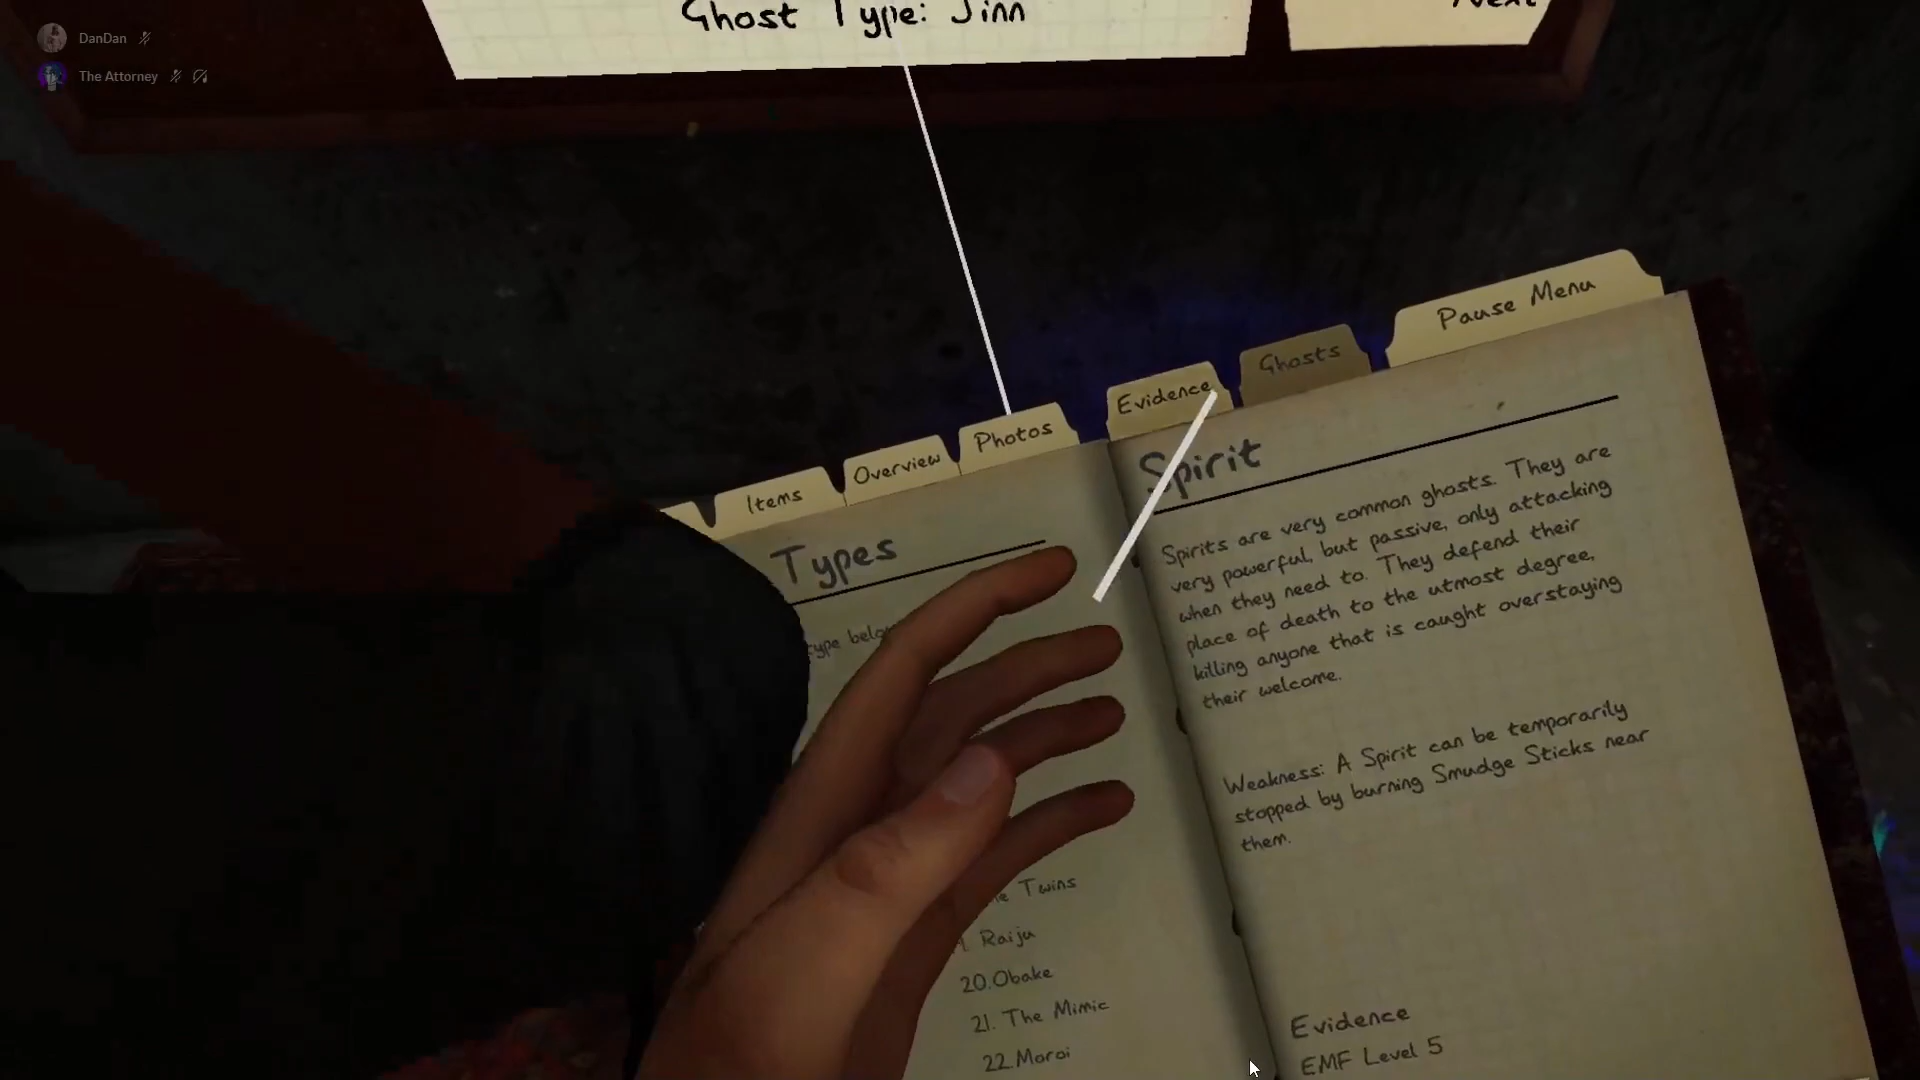 DanDan
The Attorney
Ghost Type: Jinn
Next
Items
Overview
Photos
Evidence
Ghosts
Pause Menu
Types
type below
Twins
Raiju
20.Obake
21. The Mimic
22.Moroi
Spirit
Spirits are very common ghosts. They are
very powerful, but passive, only attacking
when they need to. They defend their
place of death to the utmost degree,
killing anyone that is caught overstaying
their welcome.
Weakness: A Spirit can be temporarily
stopped by burning Smudge Sticks near
them.
Evidence
EMF Level 5